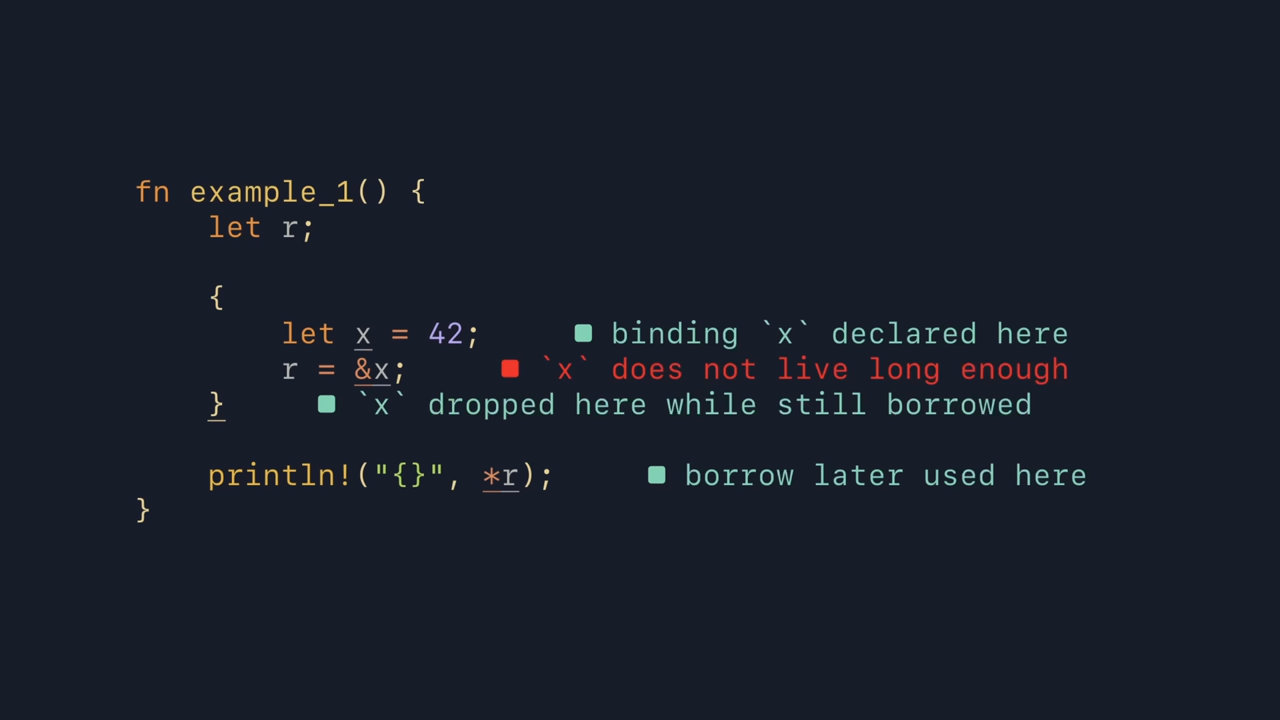 fn example_1() {
    let r;
    {
        let x = 42;     ■ binding `x` declared here
        r = &x;     ■ `x` does not live long enough
    }     ■ `x` dropped here while still borrowed
    println!("{}", *r);     ■ borrow later used here
}